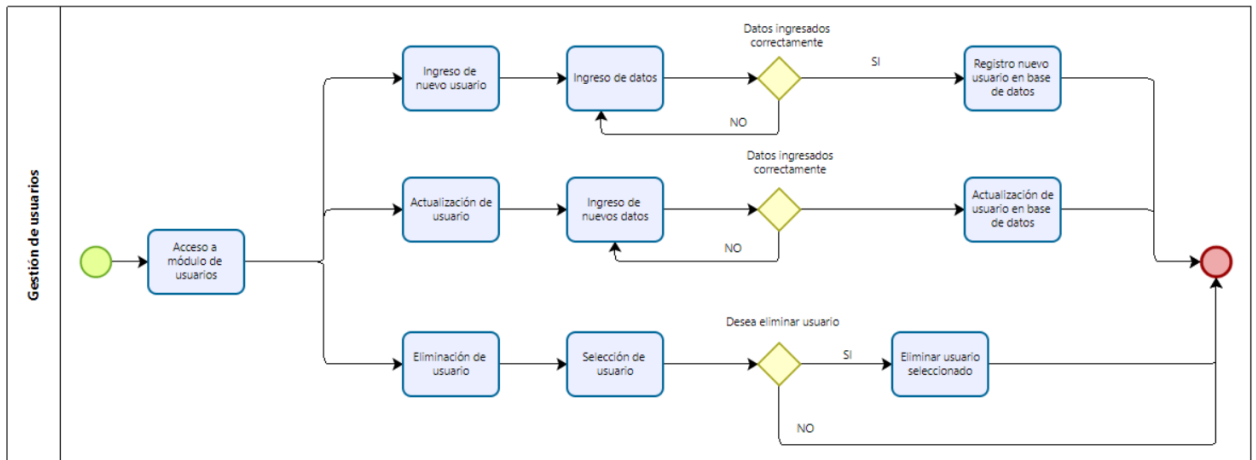 Gestión de usuarios
Acceso a
módulo de
usuarios
Ingreso de
nuevo usuario
Ingreso de datos
Datos ingresados
correctamente
SI
NO
Registro nuevo
usuario en base
de datos
Actualización de
usuario
Ingreso de
nuevos datos
Datos ingresados
correctamente
NO
Actualización de
usuario en base
de datos
Eliminación de
usuario
Selección de
usuario
Desea eliminar usuario
SI
NO
Eliminar usuario
seleccionado